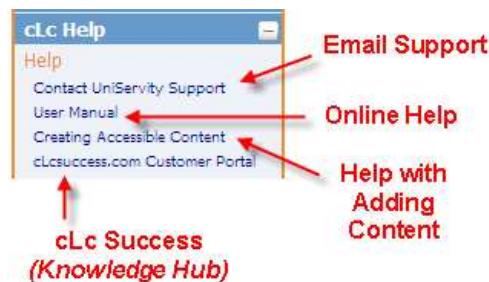 cLc Help
Help
Contact UniServity Support
User Manual
Creating Accessible Content
cLcsuccess.com Customer Portal
Email Support
Online Help
Help with
Adding
Content
cLc Success
(Knowledge Hub)